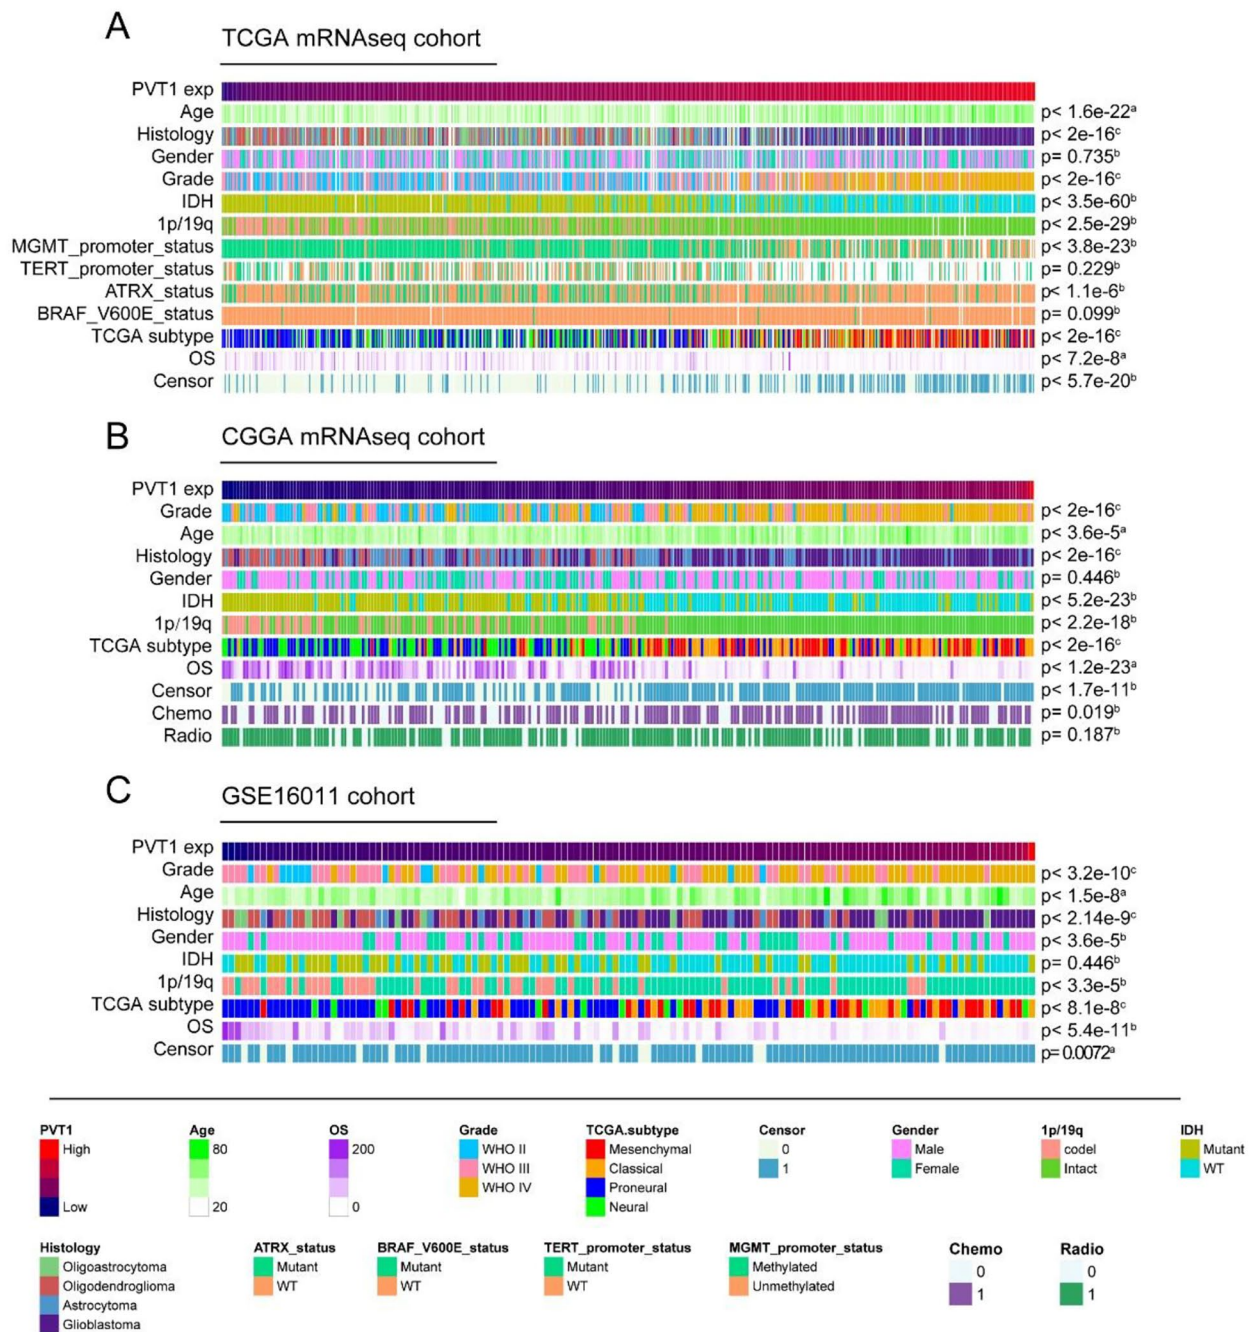 A
TCGA mRNAseq cohort
PVT1 exp
Age p< 1.6e-22ᵃ
Histology p< 2e-16ᶜ
Gender p= 0.735ᵇ
Grade p< 2e-16ᶜ
IDH p< 3.5e-60ᵇ
1p/19q p< 2.5e-29ᵇ
MGMT_promoter_status p< 3.8e-23ᵇ
TERT_promoter_status p= 0.229ᵇ
ATRX_status p< 1.1e-6ᵇ
BRAF_V600E_status p= 0.099ᵇ
TCGA subtype p< 2e-16ᶜ
OS p< 7.2e-8ᵃ
Censor p< 5.7e-20ᵇ
B
CGGA mRNAseq cohort
PVT1 exp
Grade p< 2e-16ᶜ
Age p< 3.6e-5ᵃ
Histology p< 2e-16ᶜ
Gender p= 0.446ᵇ
IDH p< 5.2e-23ᵇ
1p/19q p< 2.2e-18ᵇ
TCGA subtype p< 2e-16ᶜ
OS p< 1.2e-23ᵃ
Censor p< 1.7e-11ᵇ
Chemo p= 0.019ᵇ
Radio p= 0.187ᵇ
C
GSE16011 cohort
PVT1 exp
Grade p< 3.2e-10ᶜ
Age p< 1.5e-8ᵃ
Histology p< 2.14e-9ᶜ
Gender p< 3.6e-5ᵇ
IDH p= 0.446ᵇ
1p/19q p< 3.3e-5ᵇ
TCGA subtype p< 8.1e-8ᶜ
OS p< 5.4e-11ᵇ
Censor p= 0.0072ᵃ
PVT1 Age OS Grade TCGA.subtype Censor Gender 1p/19q IDH
High 80 200 WHO II Mesenchymal 0 Male codel Mutant
WHO III Classical 1 Female Intact WT
WHO IV Proneural
Low 20 0 Neural
Histology ATRX_status BRAF_V600E_status TERT_promoter_status MGMT_promoter_status Chemo Radio
Oligoastrocytoma Mutant Mutant Mutant Methylated 0 0
Oligodendroglioma WT WT WT Unmethylated 1 1
Astrocytoma
Glioblastoma